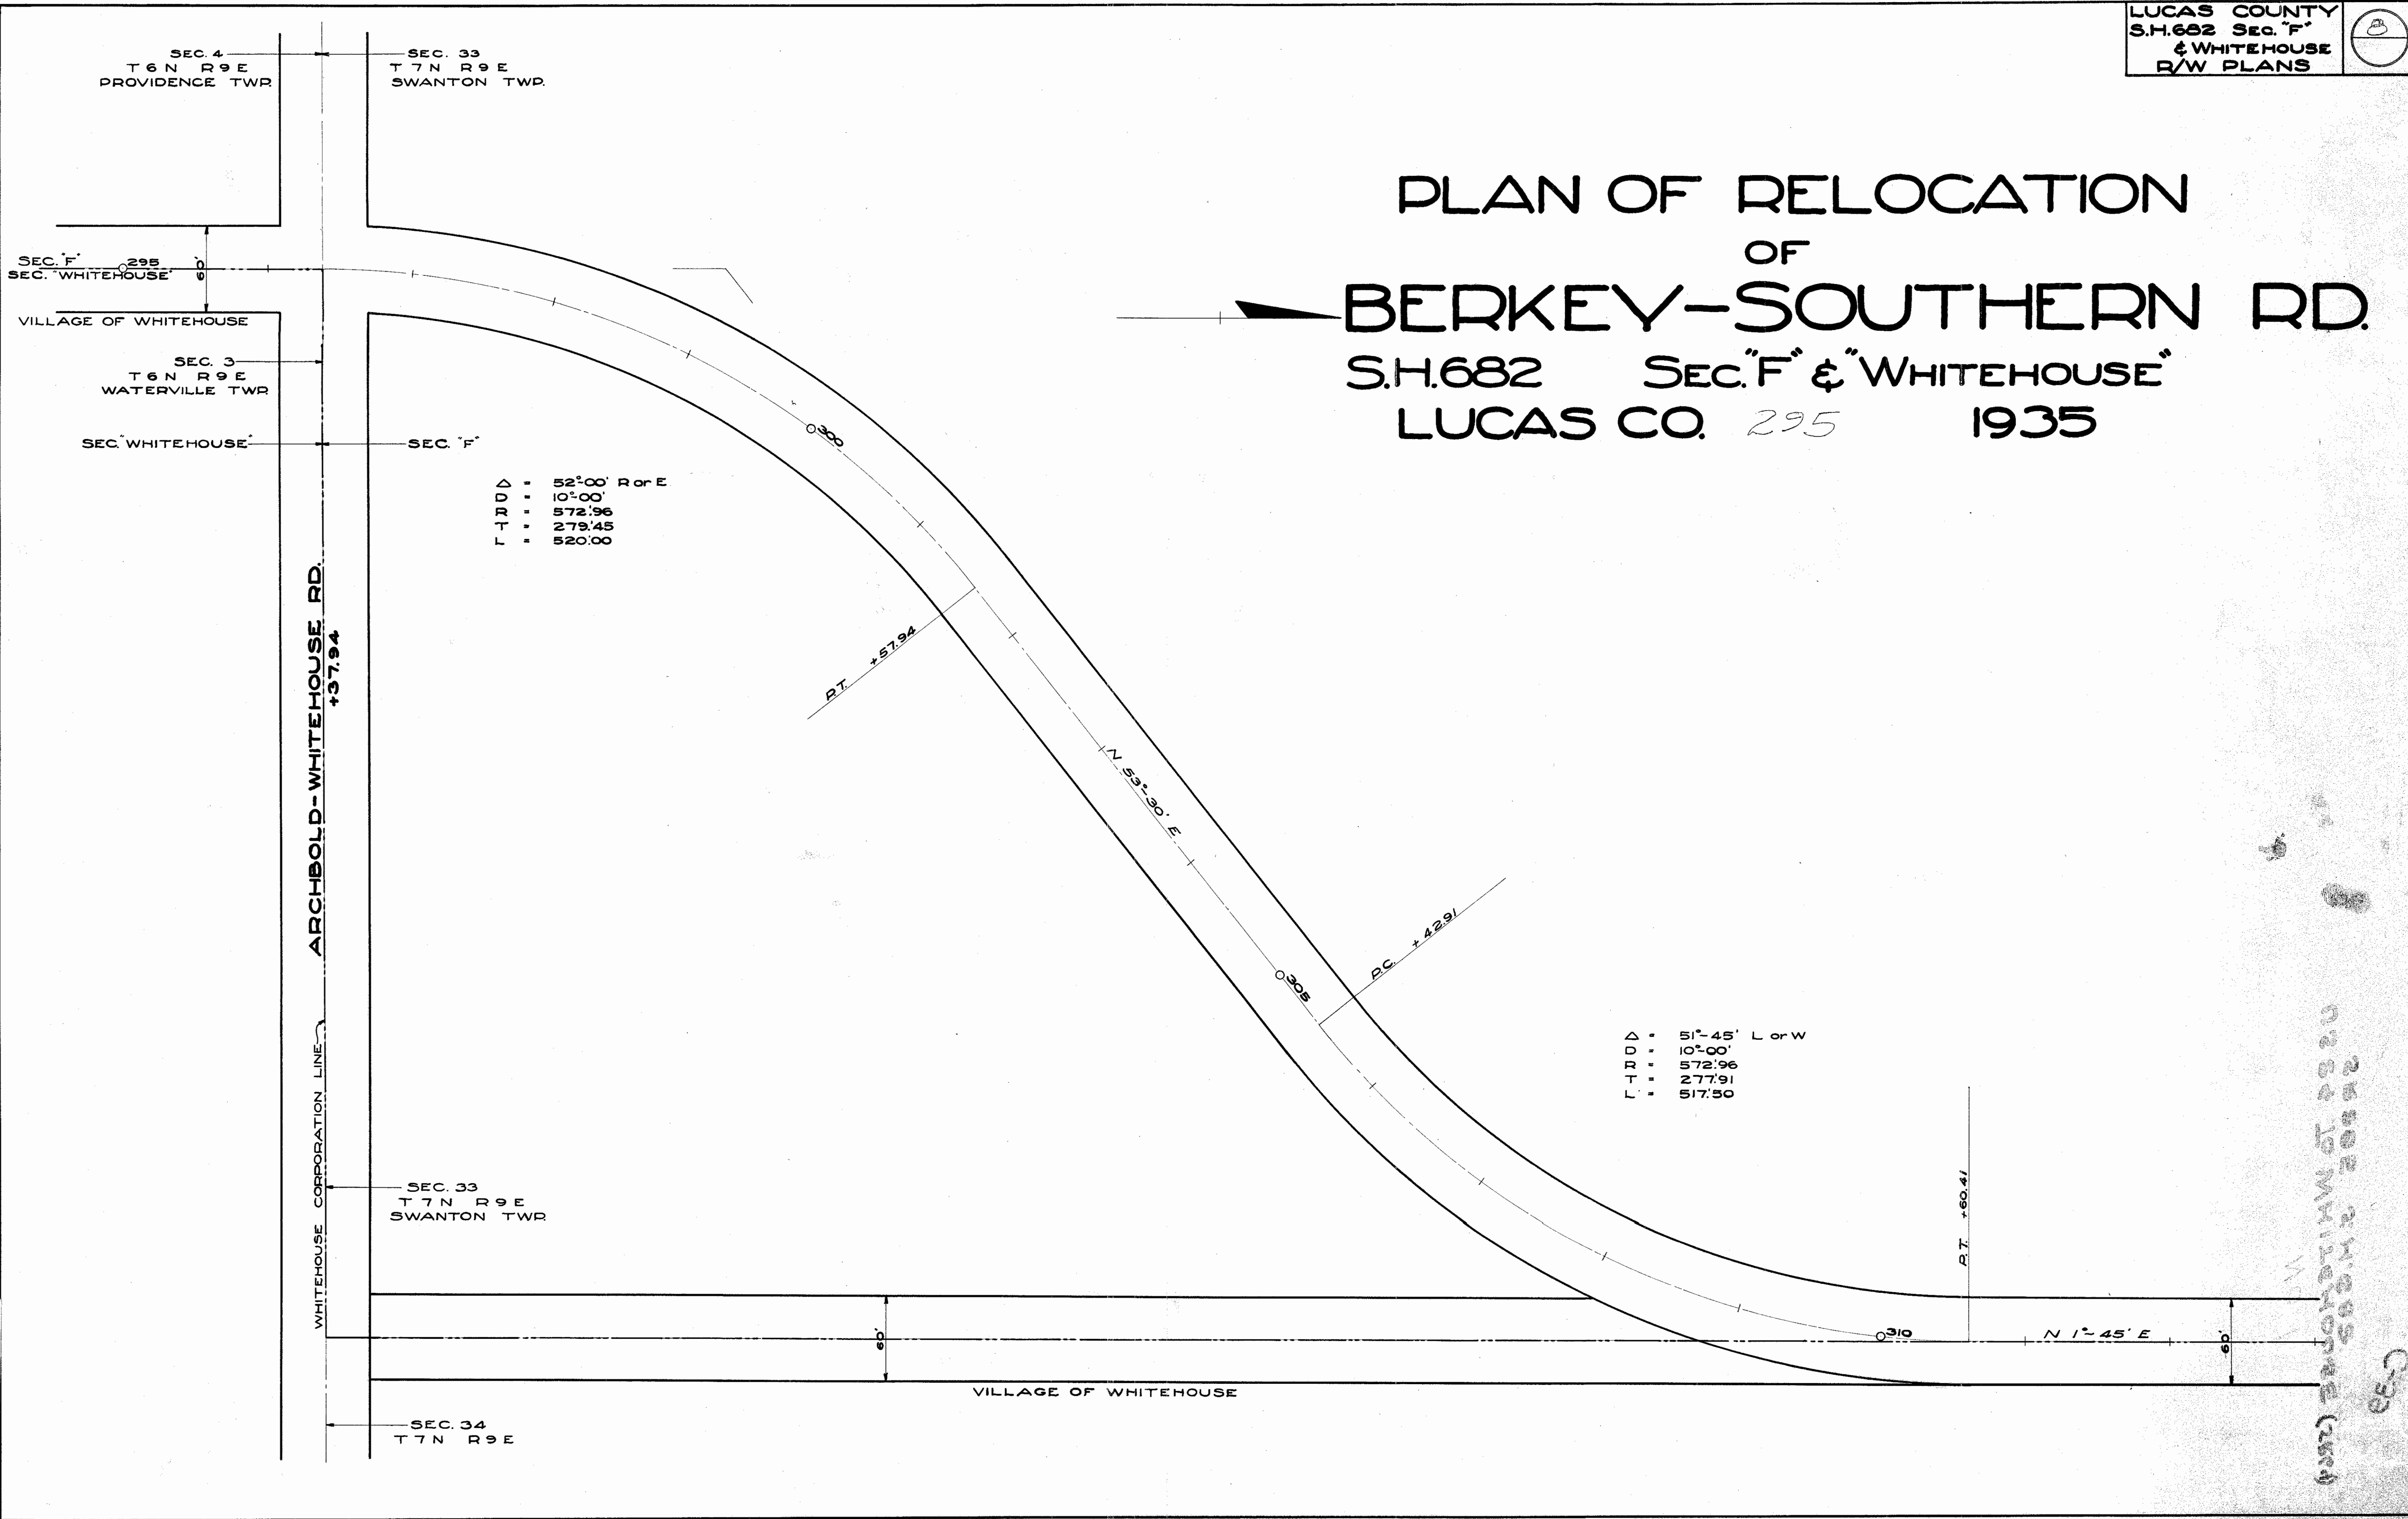 LUCAS COUNTY
S.H.682 SEC. "F"
& WHITEHOUSE
R/W PLANS
SEC. 4
T 6 N R 9 E
PROVIDENCE TWP.
SEC. 33
T 7 N R 9 E
SWANTON TWP.
PLAN OF RELOCATION
OF
BERKEY-SOUTHERN RD.
S.H.682 SEC. "F" & "WHITEHOUSE"
LUCAS CO. 295 1935
SEC. "F"
SEC. "WHITEHOUSE"
295
60'
VILLAGE OF WHITEHOUSE
SEC. 3
T 6 N R 9 E
WATERVILLE TWP.
SEC. "WHITEHOUSE"
SEC. "F"
300
Δ = 52°-00' R or E
D = 10°-00'
R = 572.'96
T = 279.'45
L = 520.'00
ARCHBOLD-WHITEHOUSE RD.
+37.94
P.T. +57.94
N 53°-30' E
305
P.C. +42.91
Δ = 51°-45' L or W
D = 10°-00'
R = 572.'96
T = 277.'91
L = 517.'50
WHITEHOUSE CORPORATION LINE
SEC. 33
T 7 N R 9 E
SWANTON TWP.
P.T. +60.41
310
N 1°-45' E
60'
60'
VILLAGE OF WHITEHOUSE
SEC. 34
T 7 N R 9 E